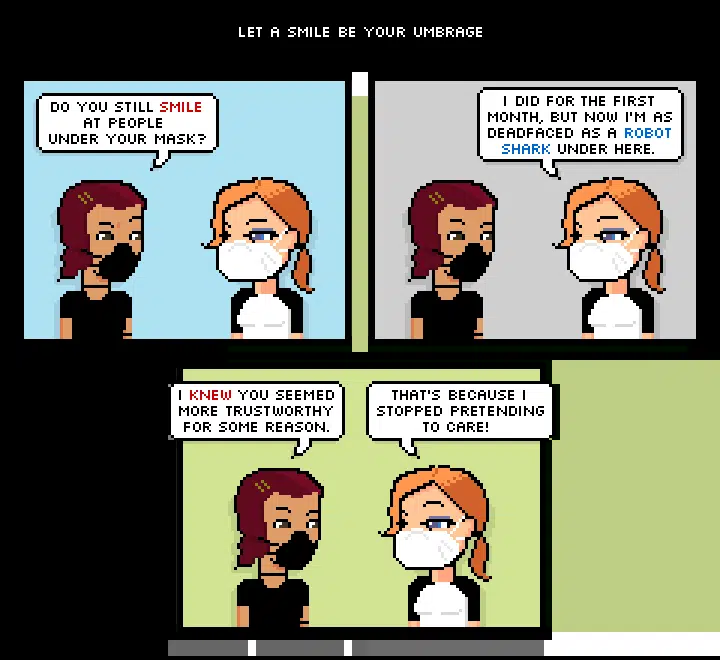 LET A SMILE BE YOUR UMBRAGE
DO YOU STILL SMILE
AT PEOPLE
UNDER YOUR MASK?
I DID FOR THE FIRST
MONTH, BUT NOW I'M AS
DEADFACED AS A ROBOT
SHARK UNDER HERE.
I KNEW YOU SEEMED
MORE TRUSTWORTHY
FOR SOME REASON.
THAT'S BECAUSE I
STOPPED PRETENDING
TO CARE!